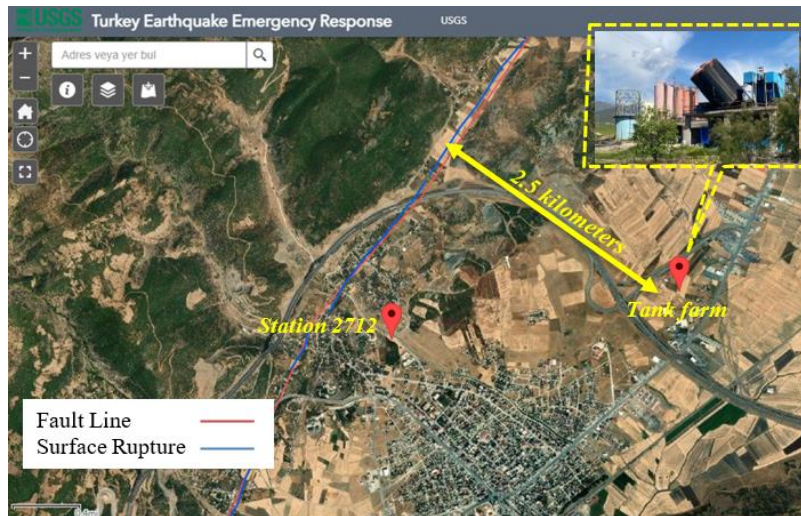 USGS Turkey Earthquake Emergency Response USGS
Adres veya yer bul
2.5 kilometers
Tank farm
Station 2712
Fault Line
Surface Rupture